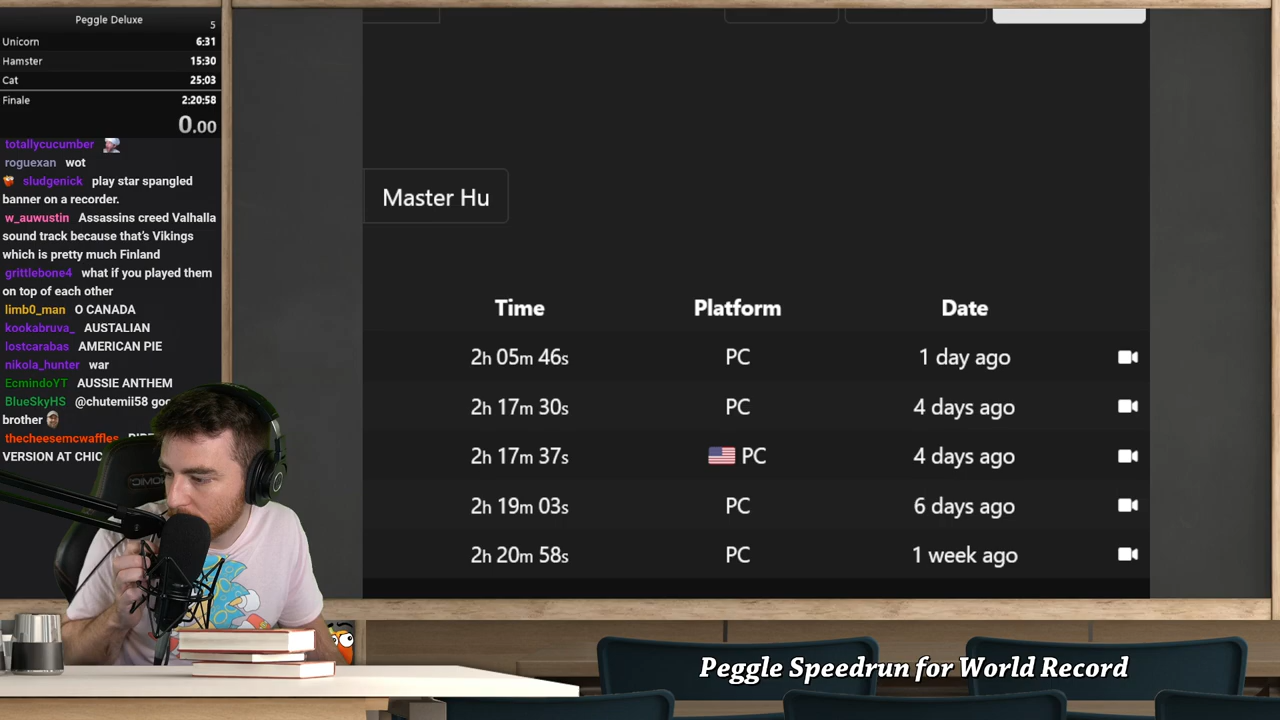 Peggle Deluxe
5
Unicorn 6:31
Hamster 15:30
Cat 25:03
Finale 2:20:58
0.00
totallycucumber
roguexan wot
sludgenick play star spangled
banner on a recorder.
w_auwustin Assassins creed Valhalla
sound track because that's Vikings
which is pretty much Finland
grittlebone4 what if you played them
on top of each other
limb0_man O CANADA
kookabruva_ AUSTALIAN
lostcarabas AMERICAN PIE
nikola_hunter war
EcmindoYT AUSSIE ANTHEM
BlueSkyHS @chutemii58
brother
thecheesemcwaffles
VERSION AT
Master Hu
Time Platform Date
2h 05m 46s PC 1 day ago
2h 17m 30s PC 4 days ago
2h 17m 37s PC 4 days ago
2h 19m 03s PC 6 days ago
2h 20m 58s PC 1 week ago
Peggle Speedrun for World Record